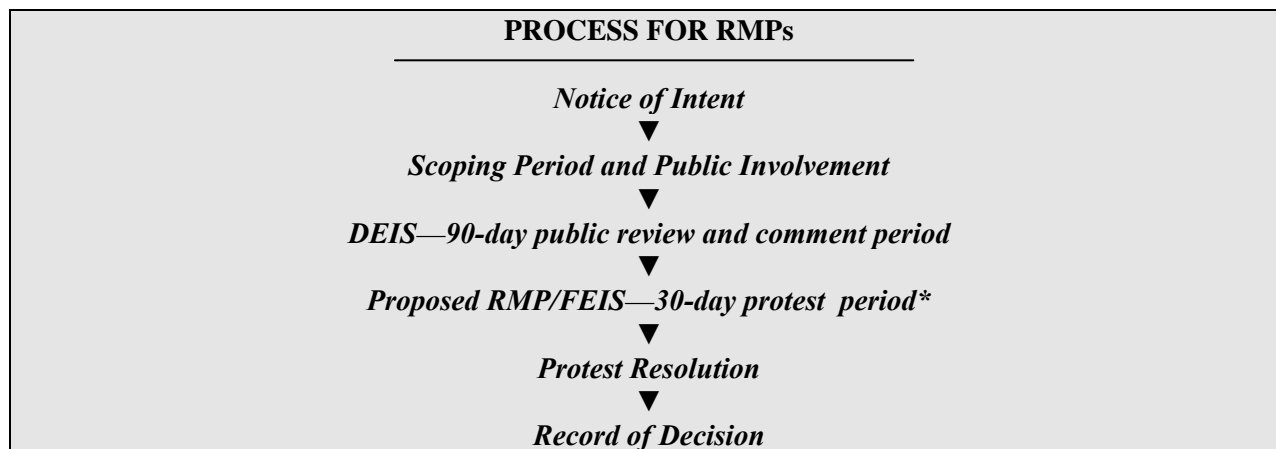 PROCESS FOR RMPs
Notice of Intent
▼
Scoping Period and Public Involvement
▼
DEIS—90-day public review and comment period
▼
Proposed RMP/FEIS—30-day protest period*
▼
Protest Resolution
▼
Record of Decision